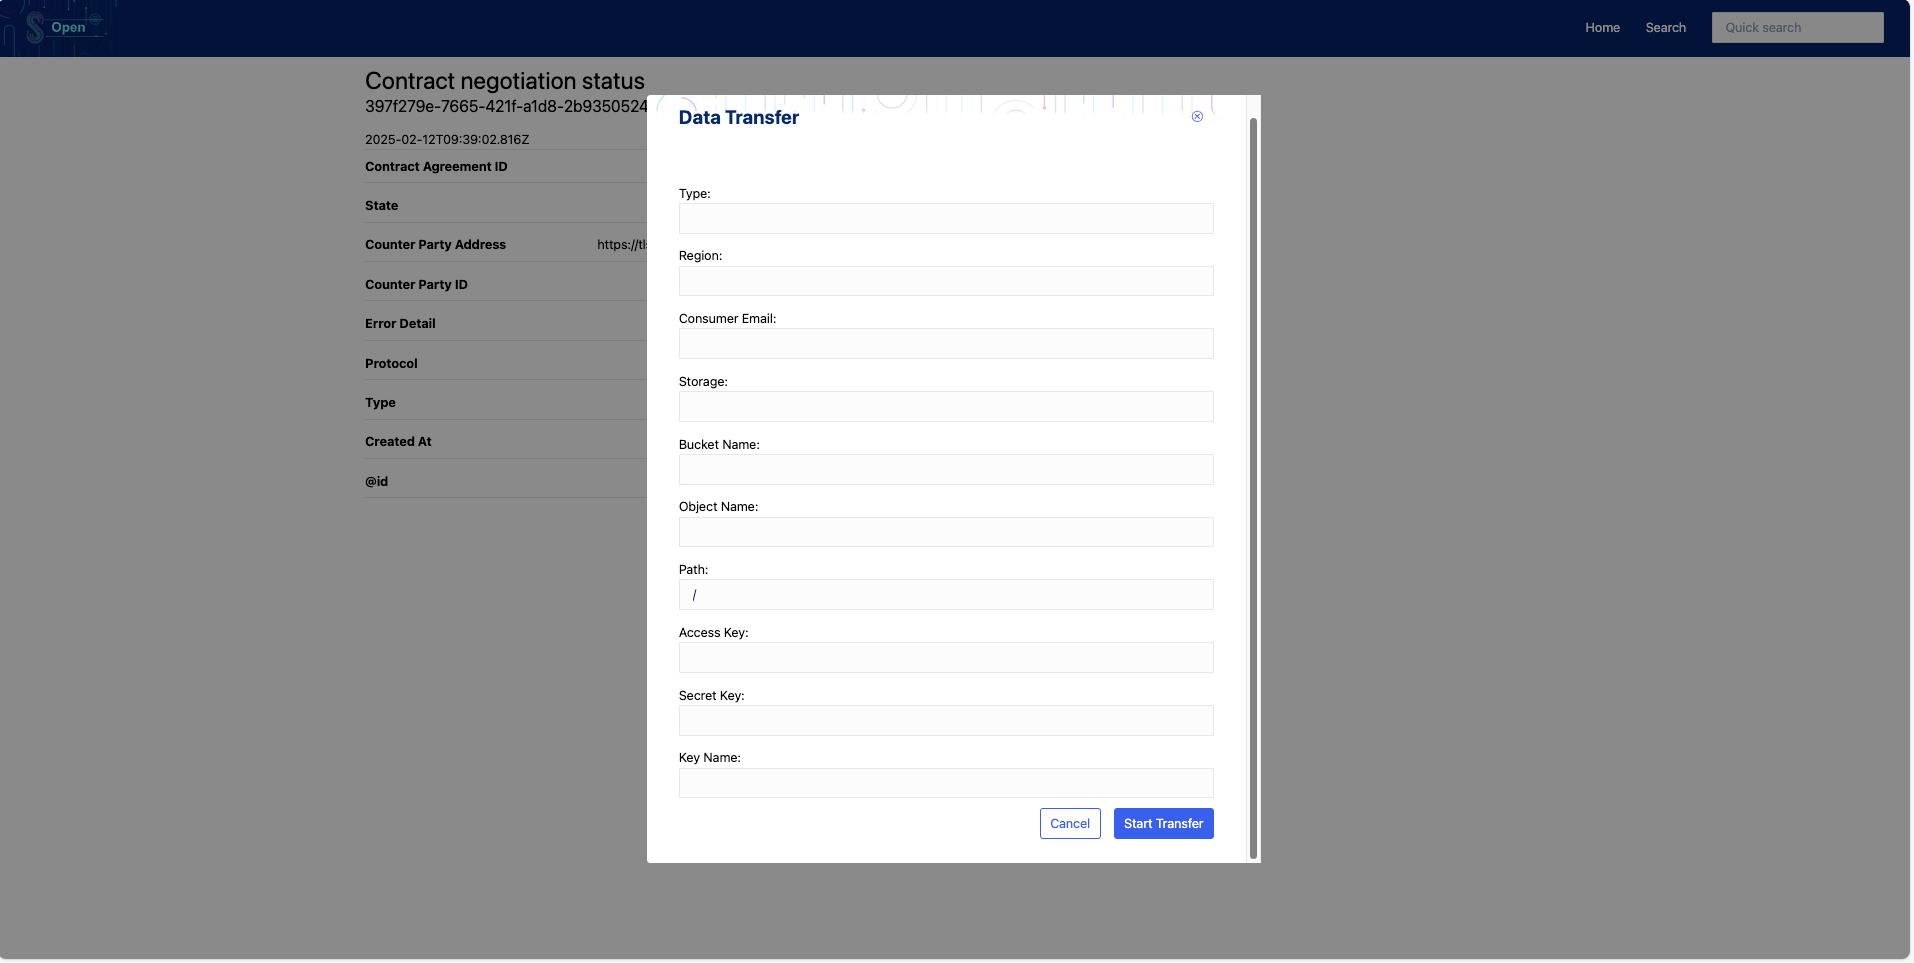 Open
Home
Search
Quick search
Contract negotiation status
397f279e-7665-421f-a1d8-2b9350524
2025-02-12T09:39:02.816Z
Contract Agreement ID
State
Counter Party Address
https://tl
Counter Party ID
Error Detail
Protocol
Type
Created At
@id
Data Transfer
Type:
Region:
Consumer Email:
Storage:
Bucket Name:
Object Name:
Path:
/
Access Key:
Secret Key:
Key Name:
Cancel
Start Transfer